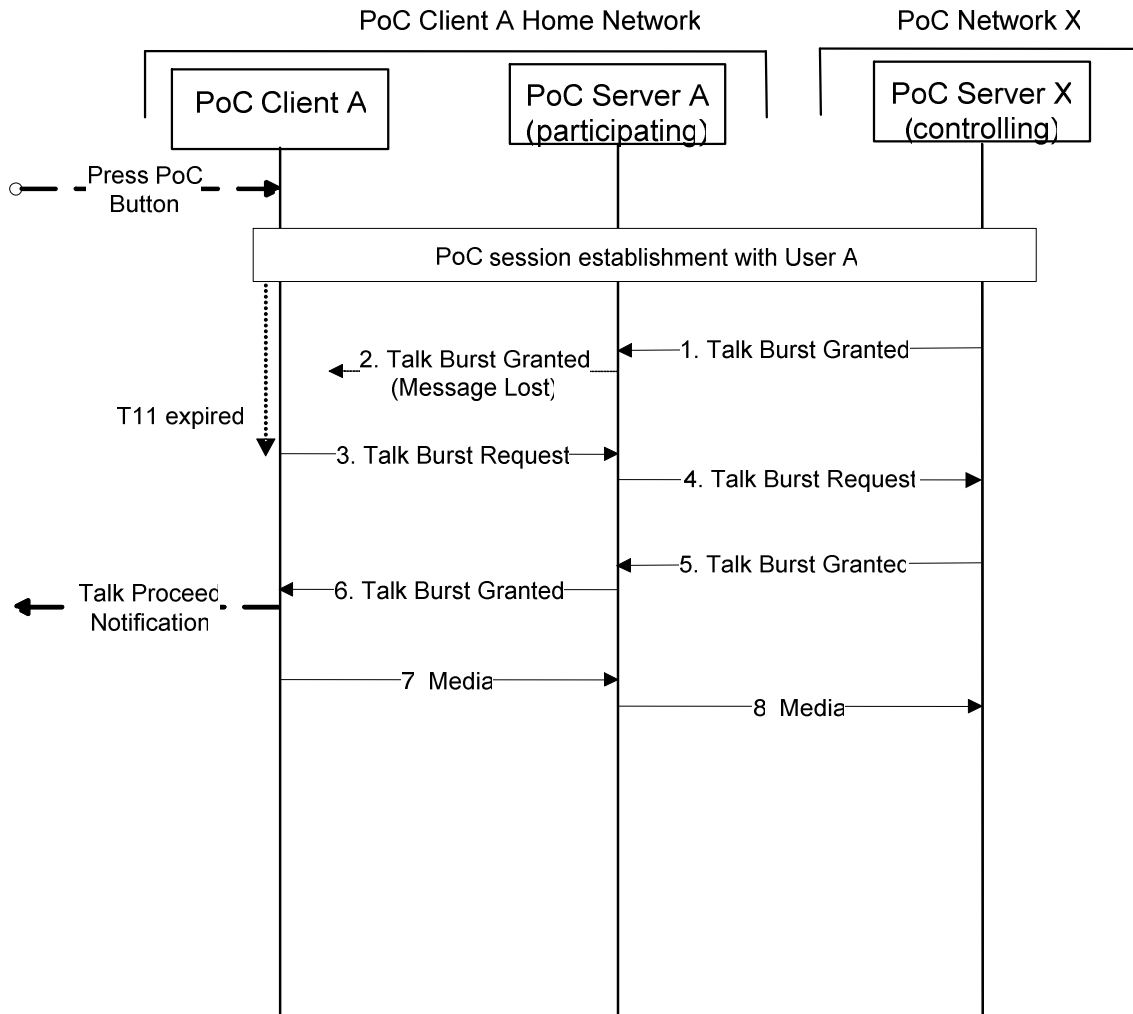 PoC Client A Home Network
PoC Network X
PoC Client A
PoC Server A
(participating)
PoC Server X
(controlling)
Press PoC
Button
PoC session establishment with User A
1. Talk Burst Granted
2. Talk Burst Granted
(Message Lost)
T11 expired
3. Talk Burst Request
4. Talk Burst Request
5. Talk Burst Granted
6. Talk Burst Granted
Talk Proceed
Notification
7 Media
8 Media